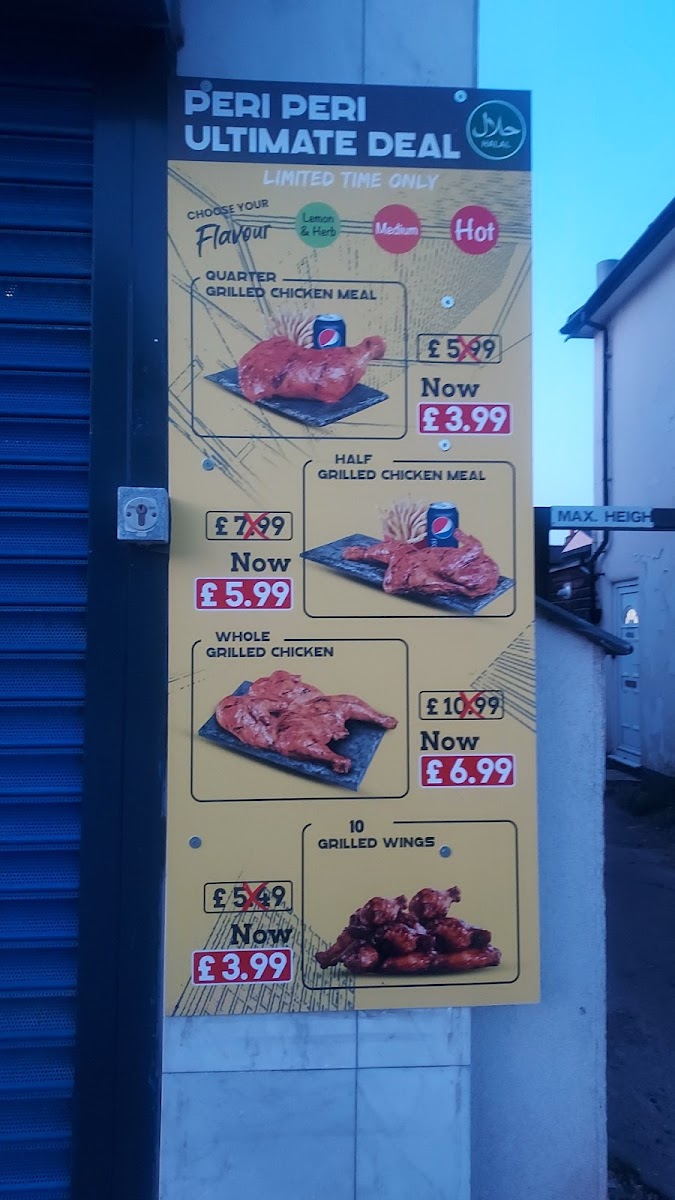 PERI PERI
ULTIMATE DEAL
حلال
HALAL
LIMITED TIME ONLY
CHOOSE YOUR
Flavour
Lemon
& Herb
Medium
Hot
QUARTER
GRILLED CHICKEN MEAL
£ 5.99
Now
£ 3.99
HALF
GRILLED CHICKEN MEAL
£ 7.99
Now
£ 5.99
MAX. HEIGH
WHOLE
GRILLED CHICKEN
£ 10.99
Now
£ 6.99
10
GRILLED WINGS
£ 5.49
Now
£ 3.99